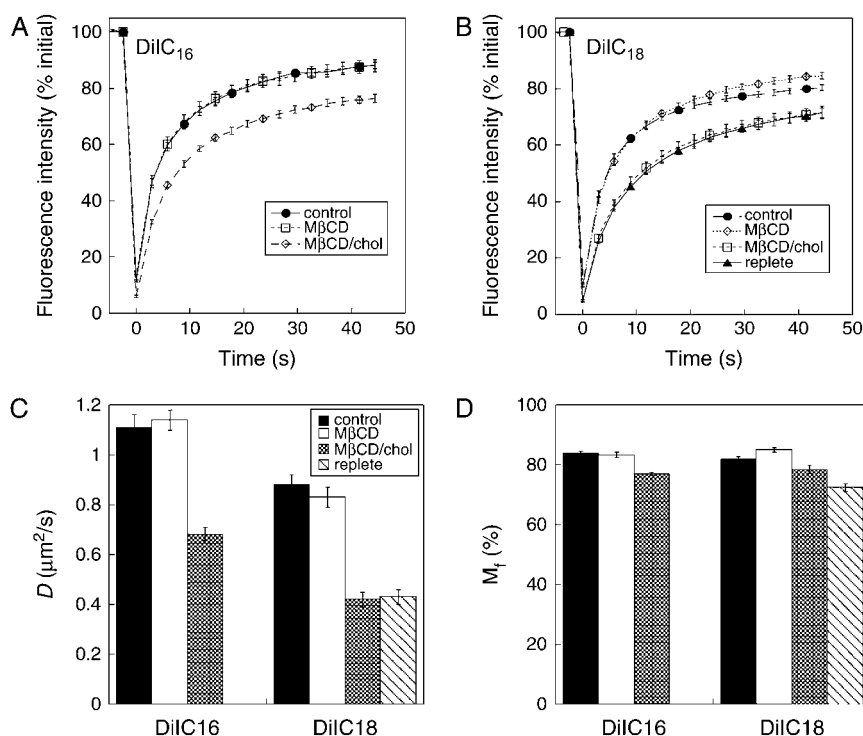 A
DiIC16
Fluorescence intensity (% initial)
100
80
60
40
20
0
control
MβCD
MβCD/chol
0 10 20 30 40 50
Time (s)
B
DiIC18
Fluorescence intensity (% initial)
100
80
60
40
20
0
control
MβCD
MβCD/chol
replete
0 10 20 30 40 50
Time (s)
C
D (μm²/s)
1.2
1
0.8
0.6
0.4
0.2
0
control
MβCD
MβCD/chol
replete
DiIC16 DiIC18
D
Mf (%)
100
80
60
40
20
0
DiIC16 DiIC18